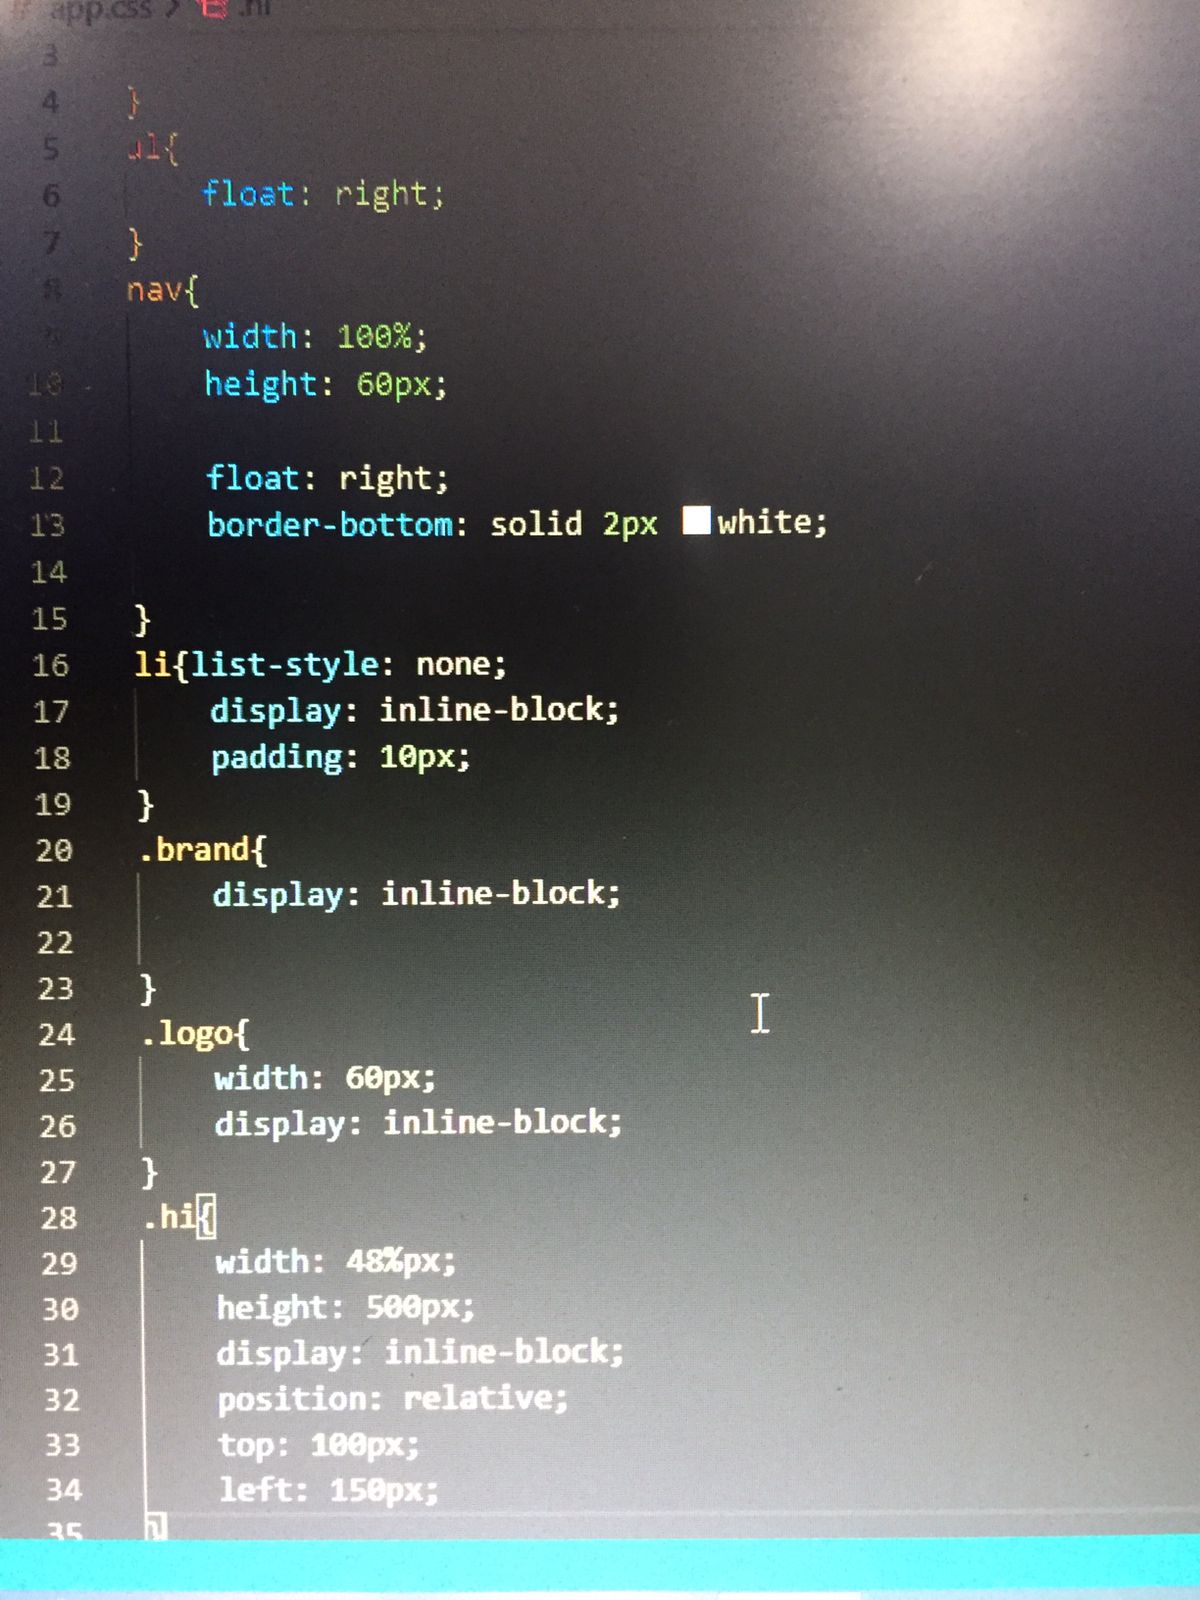 app.css > .hi
3
4 }
5 ul{
6 float: right;
7 }
8 nav{
9 width: 100%;
10 height: 60px;
11
12 float: right;
13 border-bottom: solid 2px white;
14
15 }
16 li{list-style: none;
17 display: inline-block;
18 padding: 10px;
19 }
20 .brand{
21 display: inline-block;
22
23 }
24 .logo{
25 width: 60px;
26 display: inline-block;
27 }
28 .hi{
29 width: 48%px;
30 height: 500px;
31 display: inline-block;
32 position: relative;
33 top: 100px;
34 left: 150px;
35 }